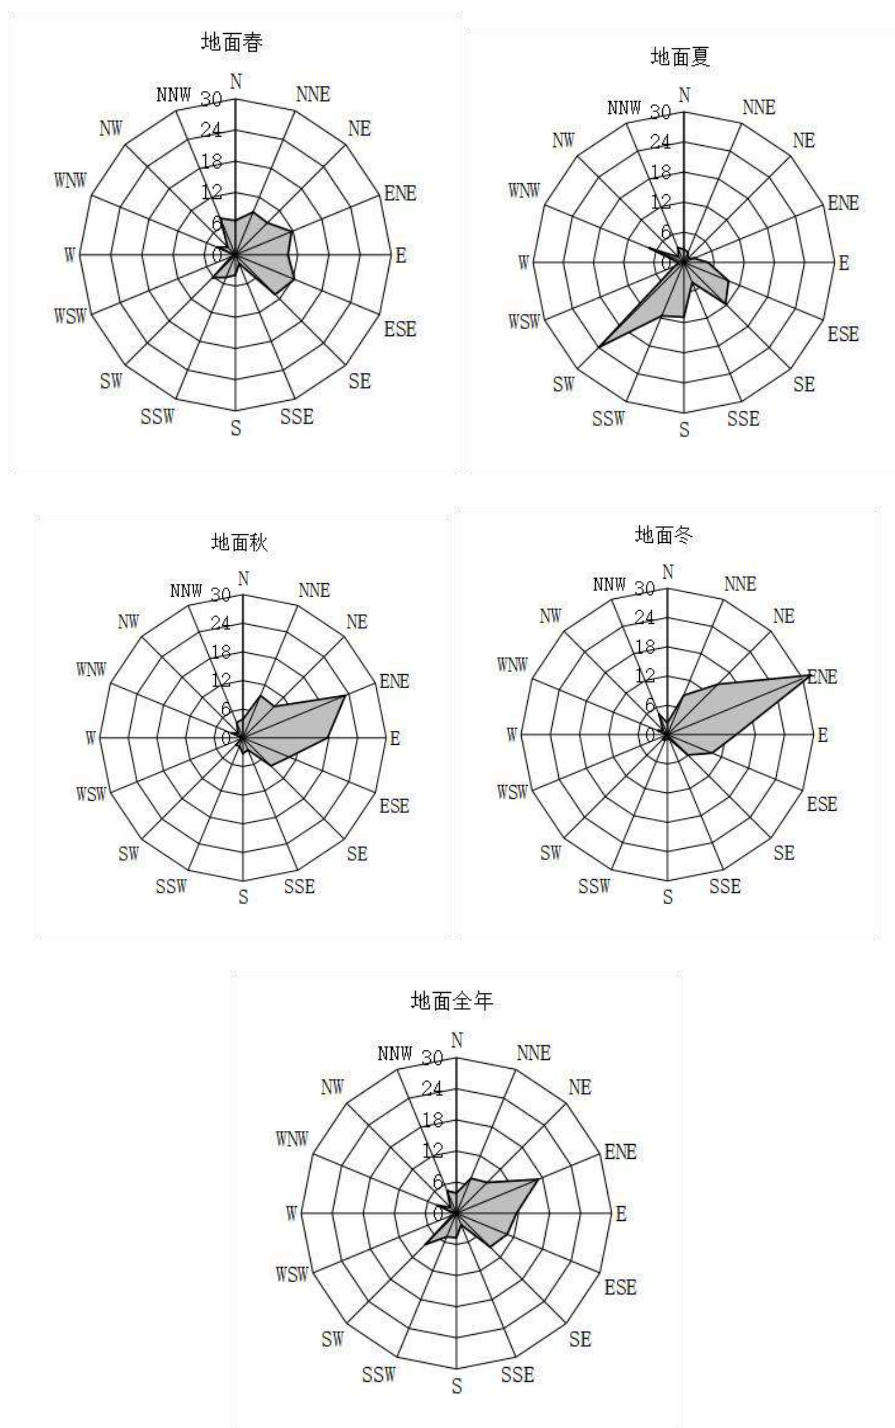 地面春
N
NNW 30 NNE
NW 24 NE
18
WNW 12 ENE
6
W 0 E
WSW ESE
SW SE
SSW SSE
S
地面夏
N
NNW 30 NNE
NW 24 NE
18
WNW 12 ENE
6
W 0 E
WSW ESE
SW SE
SSW SSE
S
地面秋
N
NNW 30 NNE
NW 24 NE
18
WNW 12 ENE
6
W 0 E
WSW ESE
SW SE
SSW SSE
S
地面冬
N
NNW 30 NNE
NW 24 NE
18
WNW 12 ENE
6
W 0 E
WSW ESE
SW SE
SSW SSE
S
地面全年
N
NNW 30 NNE
NW 24 NE
18
WNW 12 ENE
6
W 0 E
WSW ESE
SW SE
SSW SSE
S